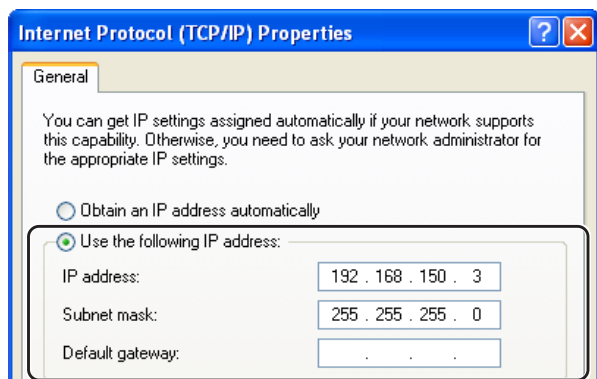 Internet Protocol (TCP/IP) Properties
General
You can get IP settings assigned automatically if your network supports
this capability. Otherwise, you need to ask your network administrator for
the appropriate IP settings.
Obtain an IP address automatically
Use the following IP address:
IP address: 192 . 168 . 150 . 3
Subnet mask: 255 . 255 . 255 . 0
Default gateway: . . .